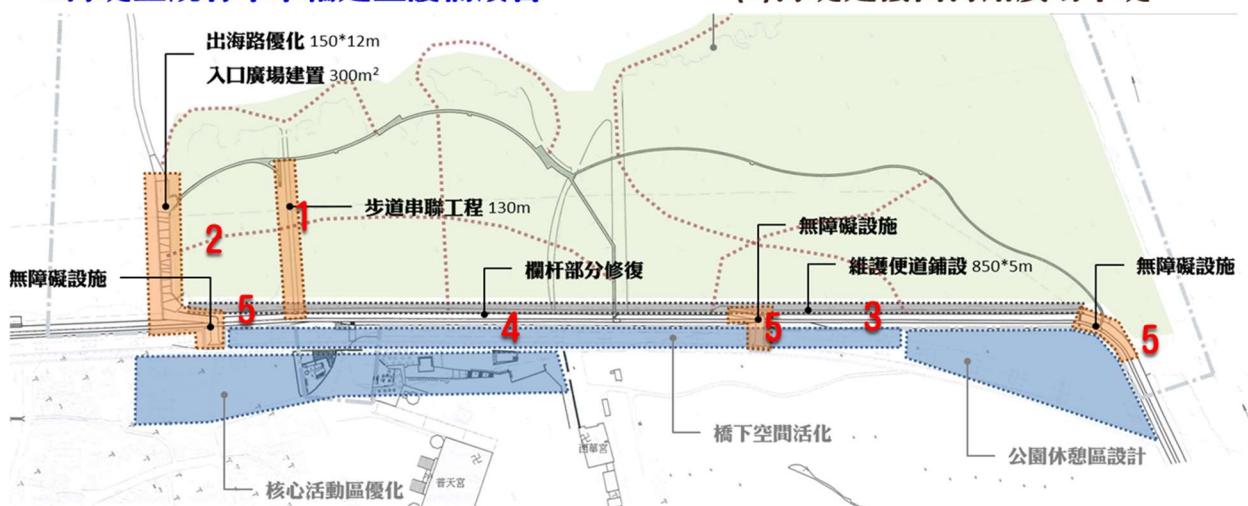 出海路優化 150*12m
入口廣場建置 300m²
步道串聯工程 130m
1
2
無障礙設施
無障礙設施
維護便道鋪設 850*5m
無障礙設施
欄杆部分修復
5
4
5
3
5
橋下空間活化
西華宮
公園休憩區設計
核心活動區優化
普天宮